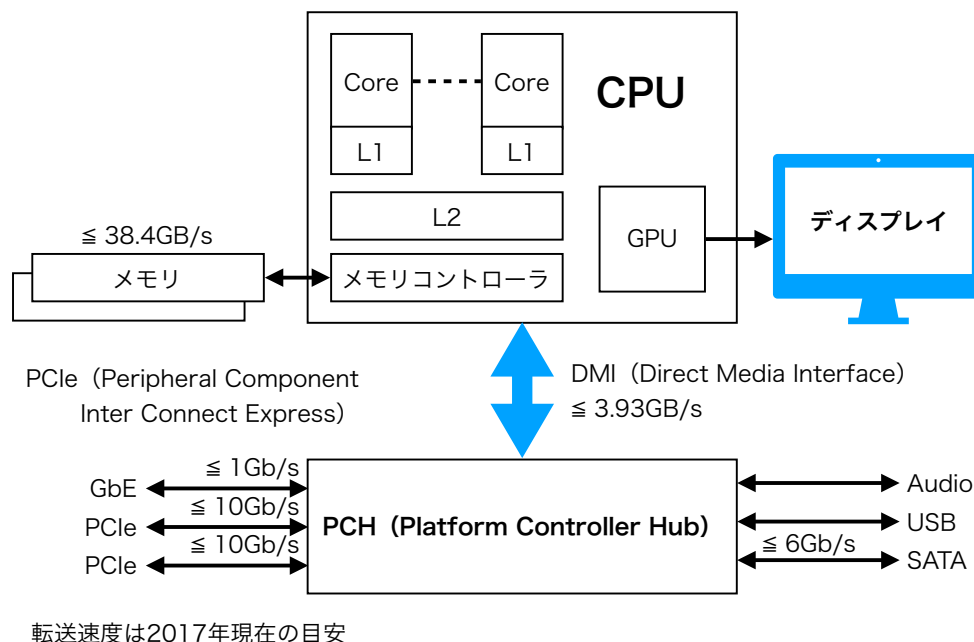 Core
Core
CPU
L1
L1
L2
GPU
ディスプレイ
≦ 38.4GB/s
メモリ
メモリコントローラ
PCIe（Peripheral Component
Inter Connect Express）
DMI（Direct Media Interface）
≦ 3.93GB/s
GbE
≦ 1Gb/s
PCIe
≦ 10Gb/s
PCIe
≦ 10Gb/s
PCH（Platform Controller Hub）
Audio
USB
≦ 6Gb/s
SATA
転送速度は2017年現在の目安